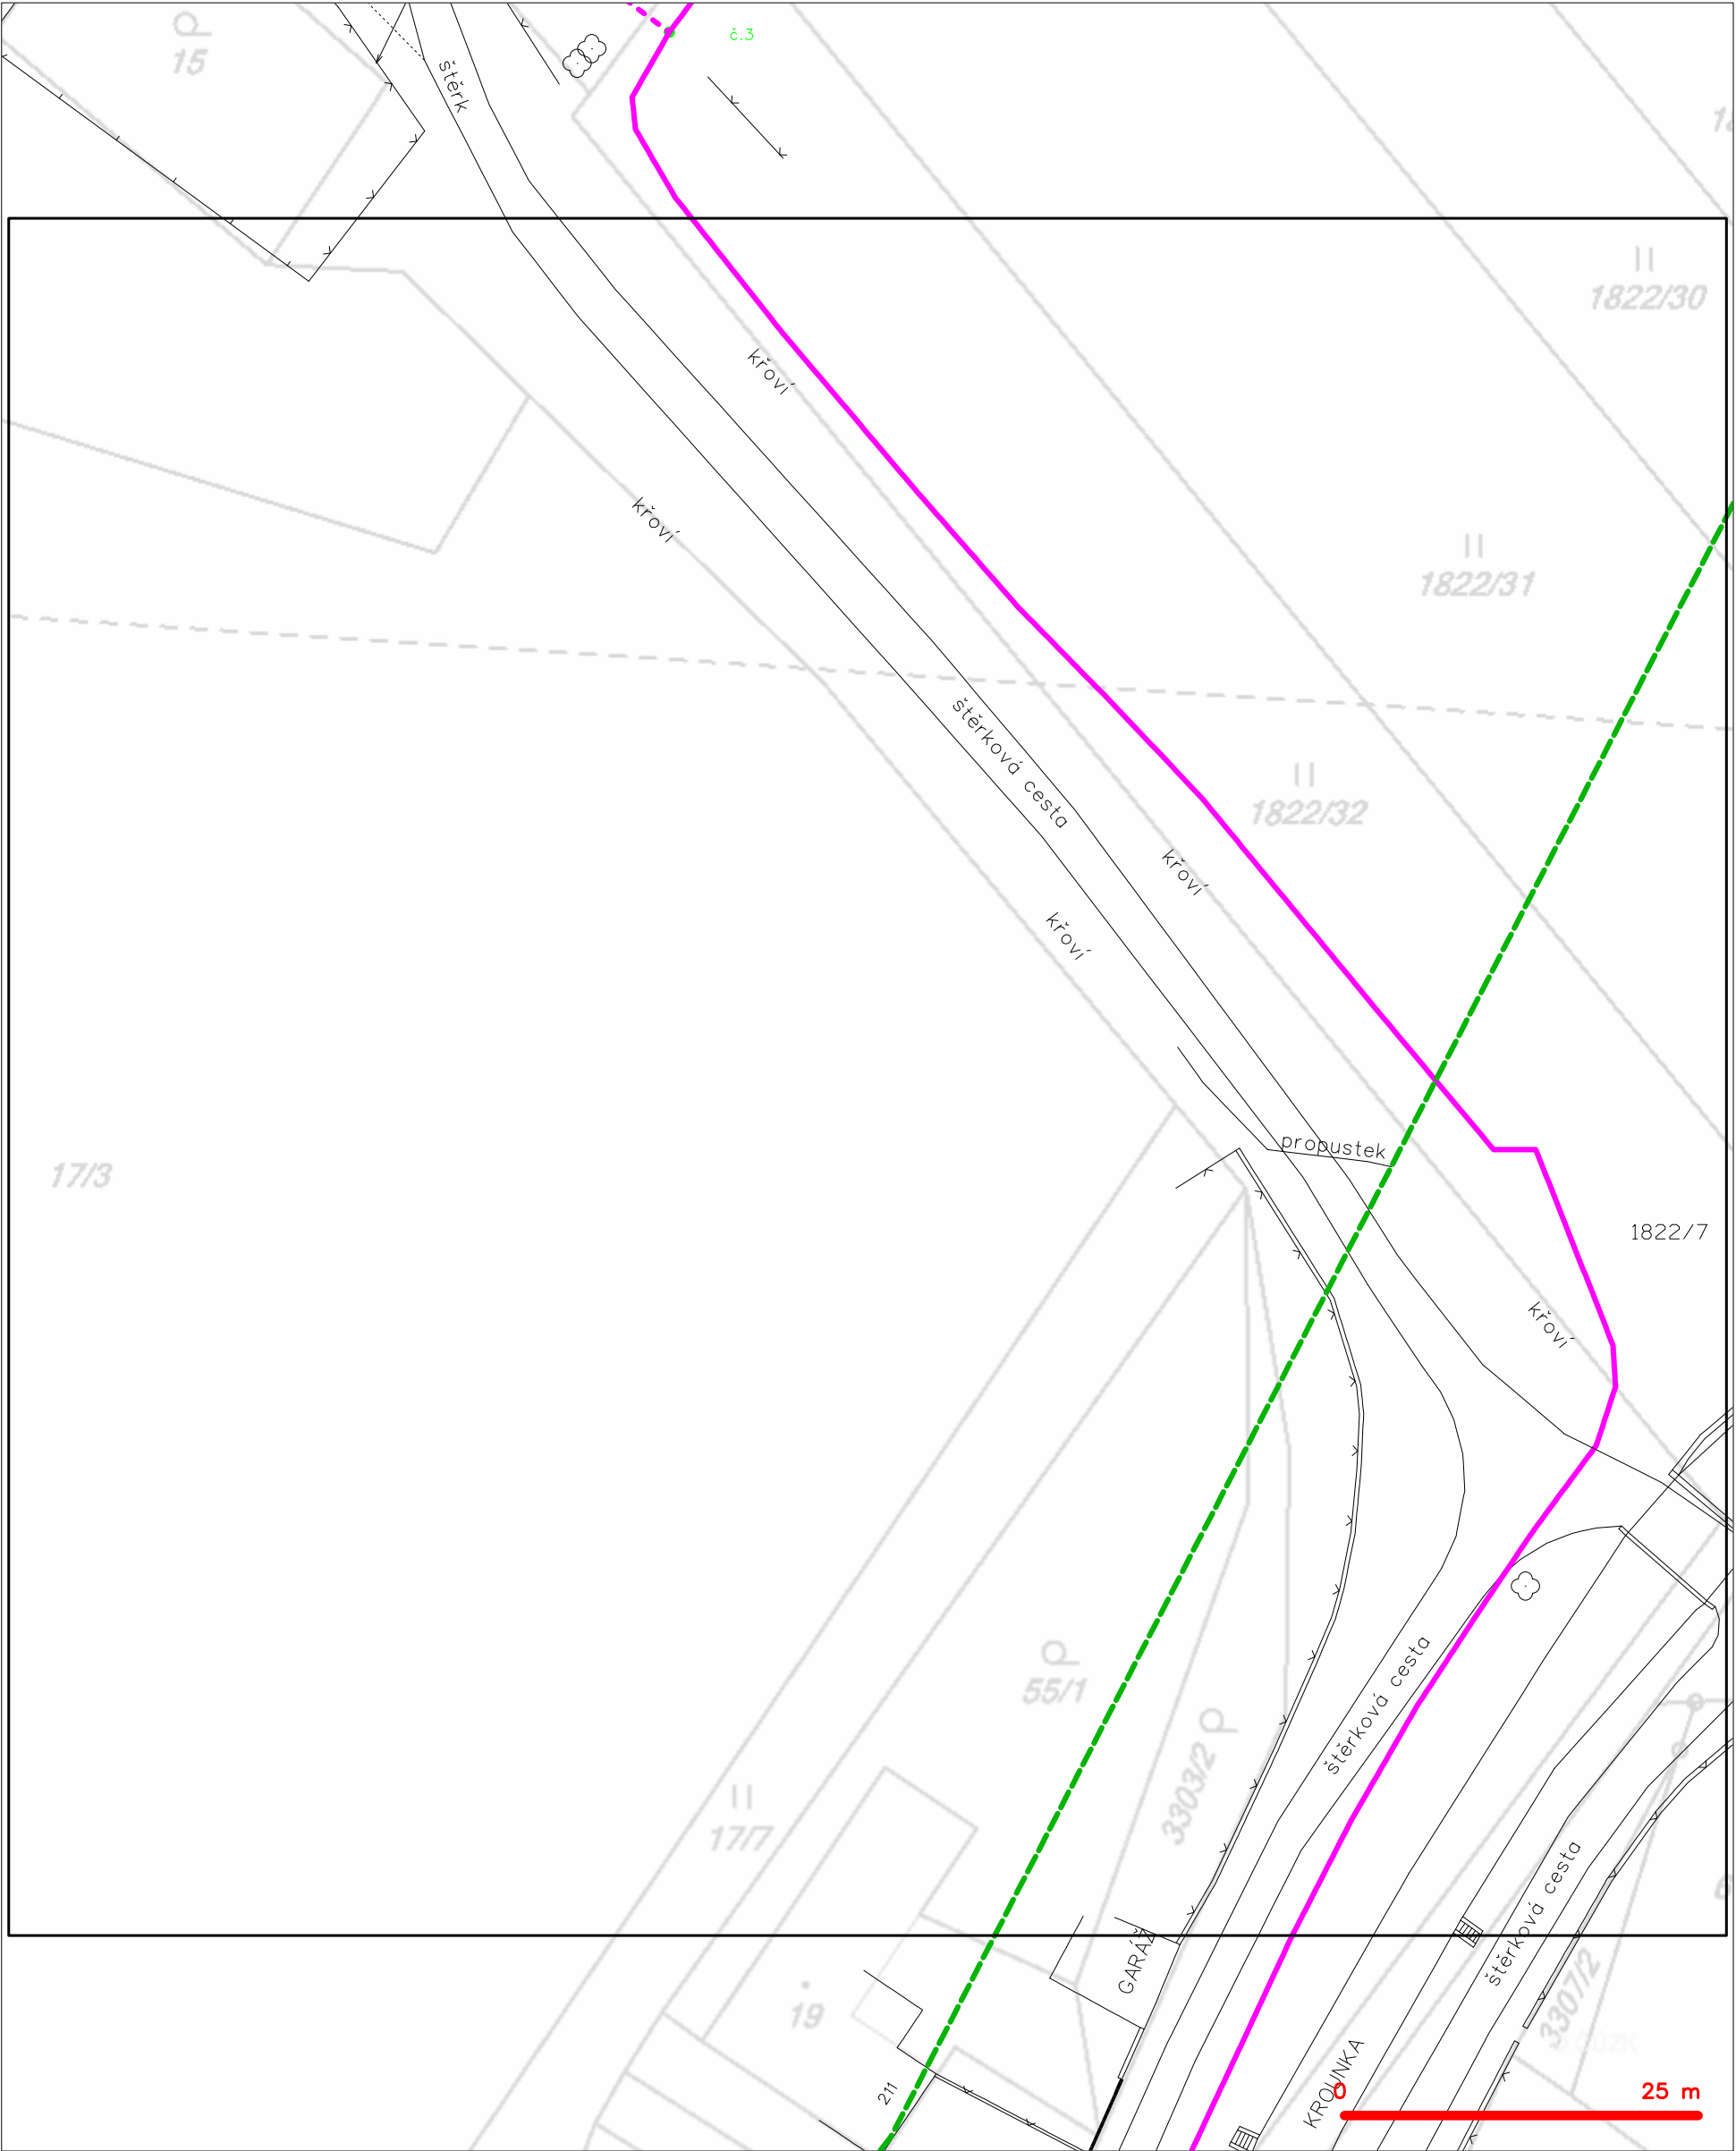 č.3
15
štěrk
1822/30
křoví
křoví
1822/31
štěrková cesta
1822/32
křoví
křoví
propustek
17/3
1822/7
křoví
štěrková cesta
55/1
3303/2
17/7
štěrková cesta
GARÁŽ
19
3307/2
KROUNKA
211
0
25 m